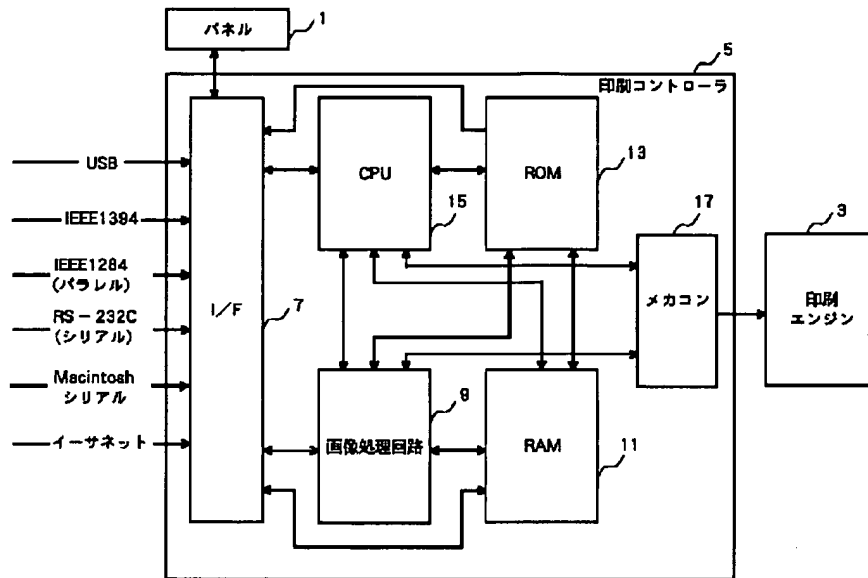 パネル
1
5
印刷コントローラ
USB
IEEE1394
IEEE1284
(パラレル)
RS-232C
(シリアル)
Macintosh
シリアル
イーサネット
I/F
7
CPU
15
ROM
13
17
メカコン
3
印刷
エンジン
画像処理回路
9
RAM
11